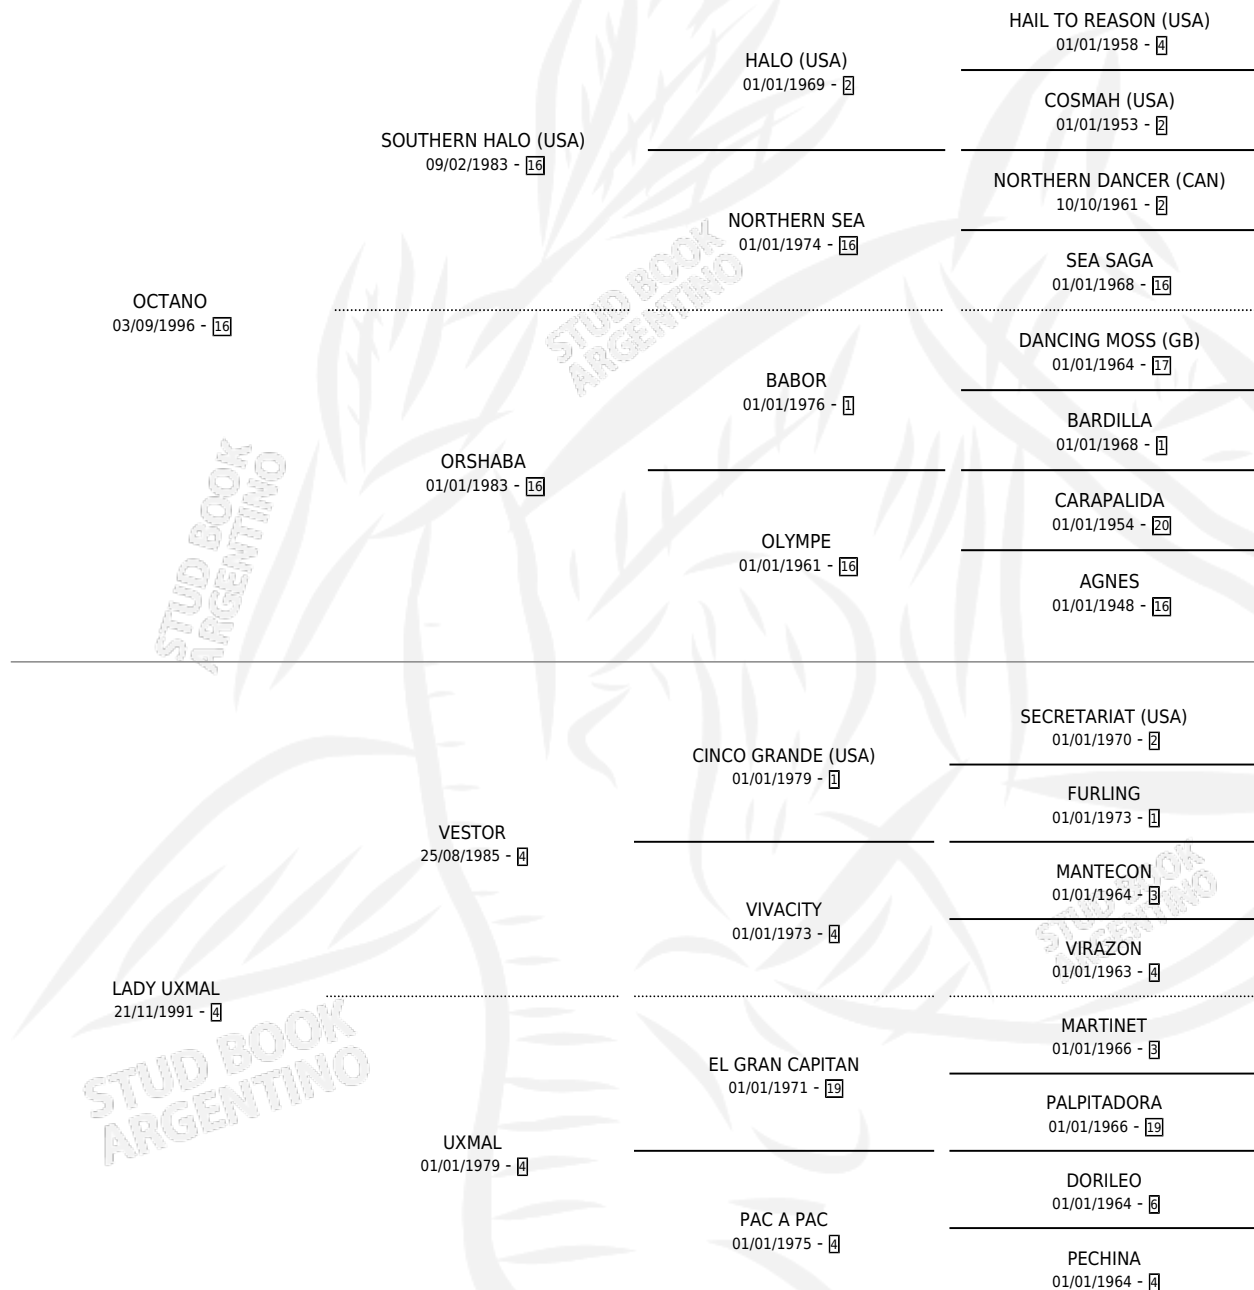 HAIL TO REASON (USA)
01/01/1958 - 4
HALO (USA)
01/01/1969 - 2
COSMAH (USA)
01/01/1953 - 2
SOUTHERN HALO (USA)
09/02/1983 - 16
NORTHERN DANCER (CAN)
10/10/1961 - 2
NORTHERN SEA
01/01/1974 - 16
SEA SAGA
01/01/1968 - 16
OCTANO
03/09/1996 - 16
STUD BOOK
ARGENTINO
DANCING MOSS (GB)
01/01/1964 - 17
BABOR
01/01/1976 - 1
BARDILLA
01/01/1968 - 1
ORSHABA
01/01/1983 - 16
CARAPALIDA
01/01/1954 - 20
OLYMPE
01/01/1961 - 16
AGNES
01/01/1948 - 16
STUD BOOK
ARGENTINO
SECRETARIAT (USA)
01/01/1970 - 2
CINCO GRANDE (USA)
01/01/1979 - 1
FURLING
01/01/1973 - 1
VESTOR
25/08/1985 - 4
MANTECON
01/01/1964 - 3
VIVACITY
01/01/1973 - 4
VIRAZON
01/01/1963 - 4
STUD BOOK
ARGENTINO
LADY UXMAL
21/11/1991 - 4
MARTINET
01/01/1966 - 3
EL GRAN CAPITAN
01/01/1971 - 19
PALPITADORA
01/01/1966 - 19
STUD BOOK
ARGENTINO
UXMAL
01/01/1979 - 4
DORILEO
01/01/1964 - 6
PAC A PAC
01/01/1975 - 4
PECHINA
01/01/1964 - 4